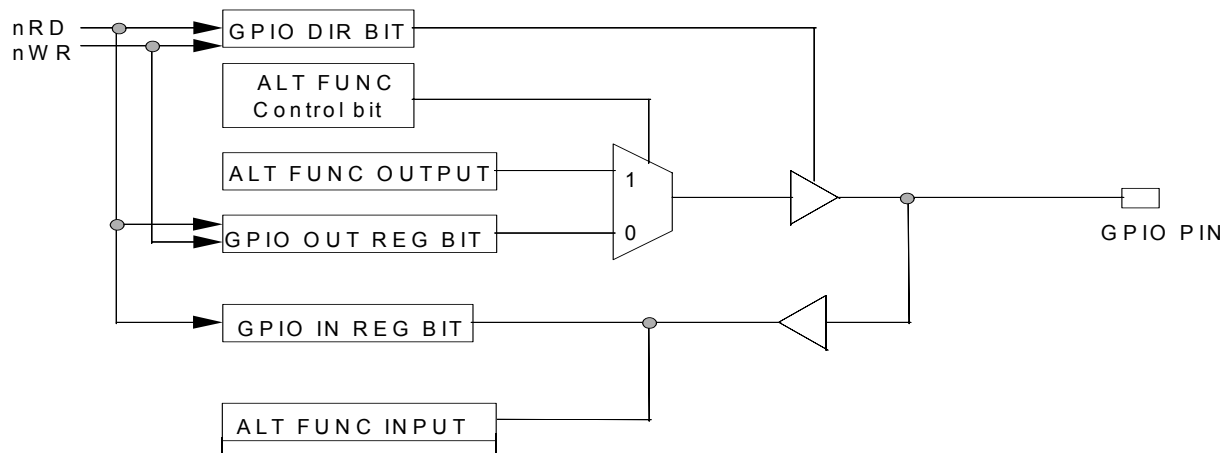 nRD
nWR
GPIO DIR BIT
ALT FUNC
Control bit
ALT FUNC OUTPUT
1
GPIO OUT REG BIT
0
GPIO PIN
GPIO IN REG BIT
ALT FUNC INPUT